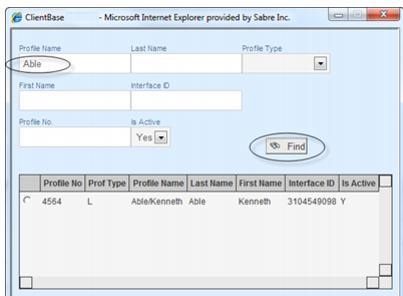 ClientBase - Microsoft Internet Explorer provided by Sabre Inc.
Profile Name Last Name Profile Type
Able
First Name Interface ID
Profile No. Is Active
Yes
Find
Profile No Prof Type Profile Name Last Name First Name Interface ID Is Active
4564 L Able/Kenneth Able Kenneth 3104549098 Y